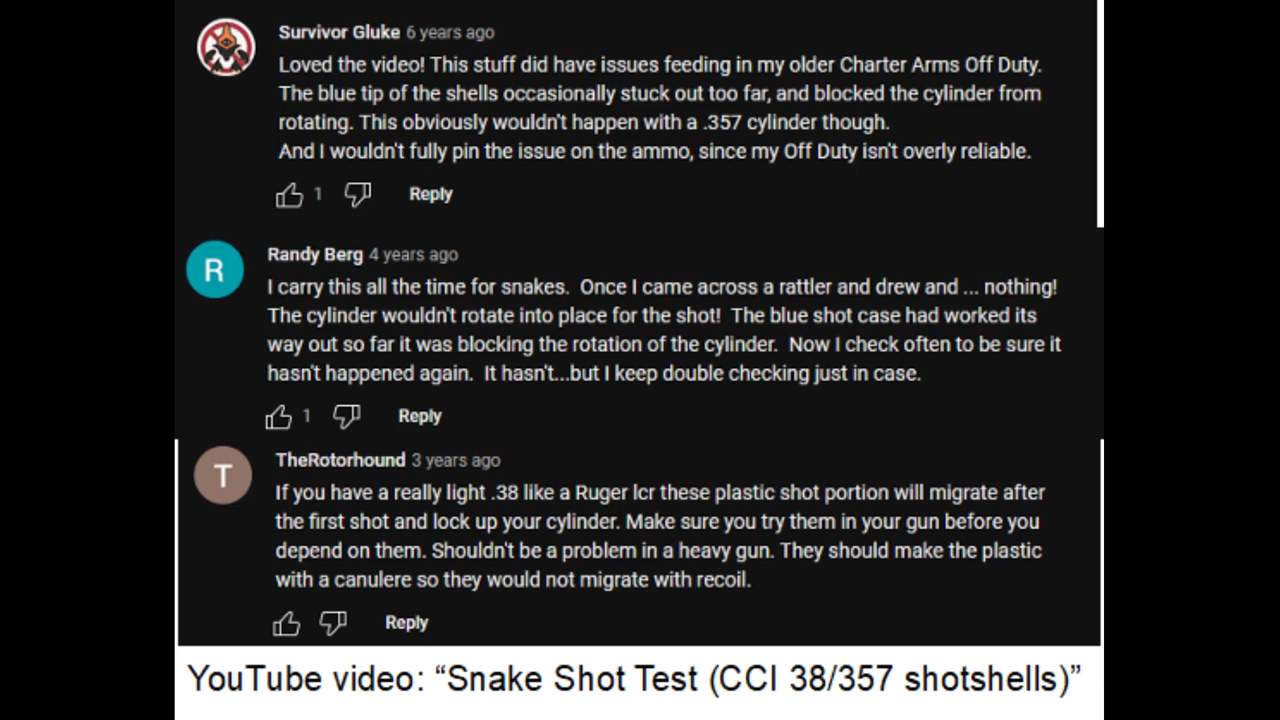 Survivor Gluke 6 years ago
Loved the video! This stuff did have issues feeding in my older Charter Arms Off Duty.
The blue tip of the shells occasionally stuck out too far, and blocked the cylinder from
rotating. This obviously wouldn't happen with a .357 cylinder though.
And I wouldn't fully pin the issue on the ammo, since my Off Duty isn't overly reliable.
1 Reply
R
Randy Berg 4 years ago
I carry this all the time for snakes. Once I came across a rattler and drew and ... nothing!
The cylinder wouldn't rotate into place for the shot! The blue shot case had worked its
way out so far it was blocking the rotation of the cylinder. Now I check often to be sure it
hasn't happened again. It hasn't...but I keep double checking just in case.
1 Reply
T
TheRotorhound 3 years ago
If you have a really light .38 like a Ruger lcr these plastic shot portion will migrate after
the first shot and lock up your cylinder. Make sure you try them in your gun before you
depend on them. Shouldn't be a problem in a heavy gun. They should make the plastic
with a canulere so they would not migrate with recoil.
Reply
YouTube video: “Snake Shot Test (CCI 38/357 shotshells)”